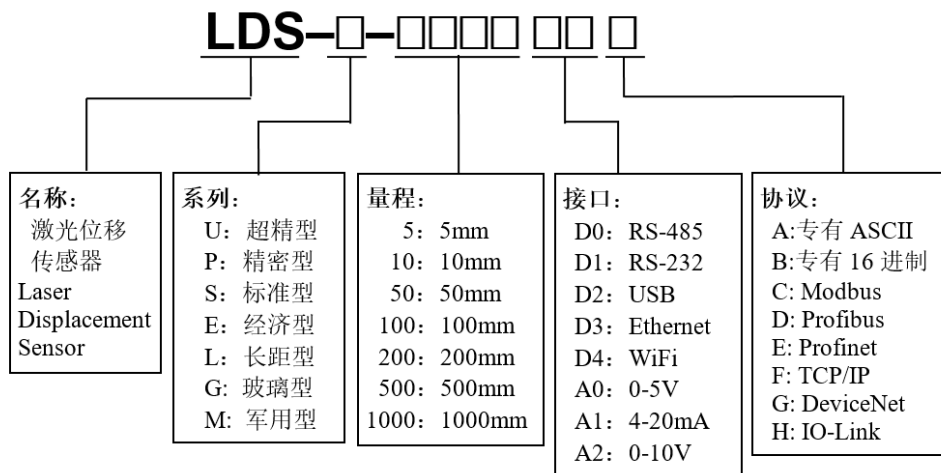 LDS–□–□□□□ □□ □
名称：
激光位移
传感器
Laser
Displacement
Sensor
系列：
U：超精型
P：精密型
S：标准型
E：经济型
L：长距型
G: 玻璃型
M: 军用型
量程：
5：5mm
10：10mm
50：50mm
100：100mm
200：200mm
500：500mm
1000：1000mm
接口：
D0：RS-485
D1：RS-232
D2：USB
D3：Ethernet
D4：WiFi
A0：0-5V
A1：4-20mA
A2：0-10V
协议：
A:专有 ASCII
B:专有 16 进制
C: Modbus
D: Profibus
E: Profinet
F: TCP/IP
G: DeviceNet
H: IO-Link